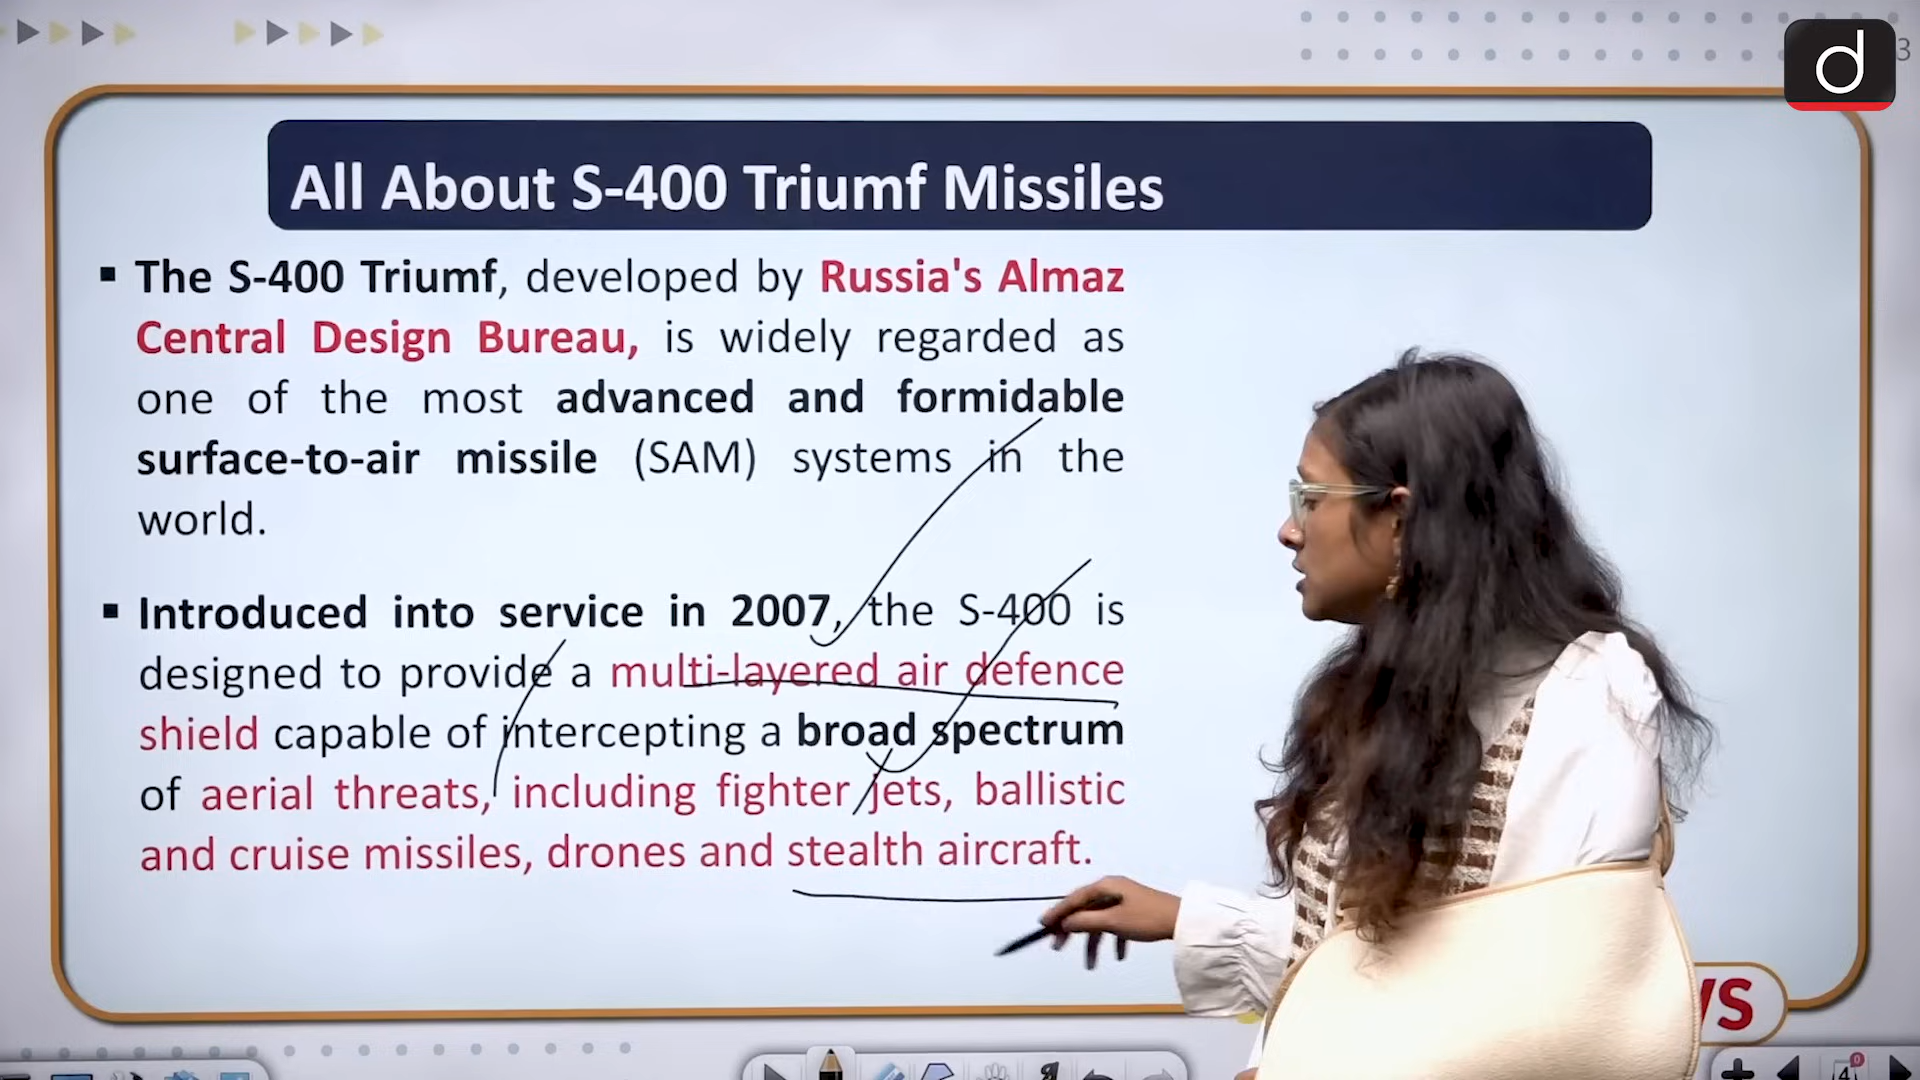 d
3
All About S-400 Triumf Missiles
▪ The S-400 Triumf, developed by Russia's Almaz
Central Design Bureau, is widely regarded as
one of the most advanced and formidable
surface-to-air missile (SAM) systems in the
world.
▪ Introduced into service in 2007, the S-400 is
designed to provide a multi-layered air defence
shield capable of intercepting a broad spectrum
of aerial threats, including fighter jets, ballistic
and cruise missiles, drones and stealth aircraft.